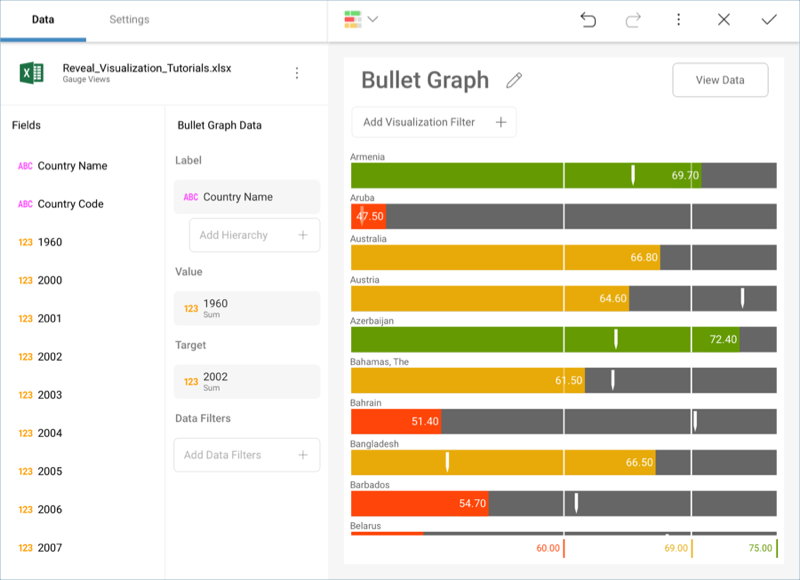 Data
Settings
Reveal_Visualization_Tutorials.xlsx
Gauge Views
Fields
ABC Country Name
ABC Country Code
123 1960
123 2000
123 2001
123 2002
123 2003
123 2004
123 2005
123 2006
123 2007
Bullet Graph Data
Label
ABC Country Name
Add Hierarchy +
Value
123 1960
Sum
Target
123 2002
Sum
Data Filters
Add Data Filters +
Bullet Graph
View Data
Add Visualization Filter +
Armenia
69.70
Aruba
47.50
Australia
66.80
Austria
64.60
Azerbaijan
72.40
Bahamas, The
61.50
Bahrain
51.40
Bangladesh
66.50
Barbados
54.70
Belarus
60.00
69.00
75.00